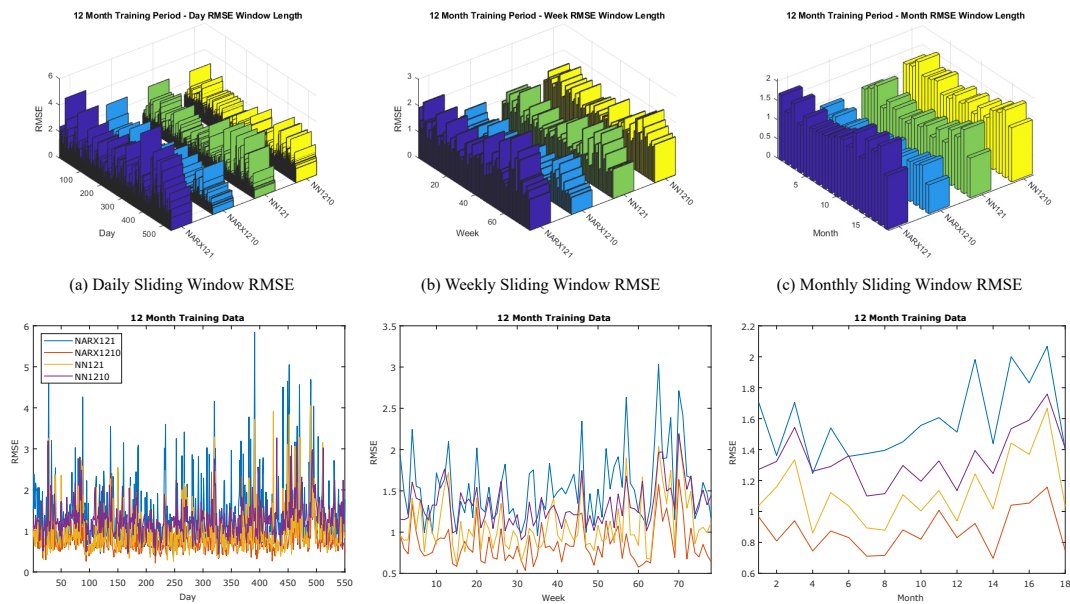 12 Month Training Period - Day RMSE Window Length
6
4
2
0
RMSE
100
200
300
400
500
Day
NARX121
NARX1210
NN121
NN1210
12 Month Training Period - Week RMSE Window Length
3
2
1
0
RMSE
20
40
60
Week
NARX121
NARX1210
NN121
NN1210
12 Month Training Period - Month RMSE Window Length
2
1.5
1
0.5
0
RMSE
5
10
15
Month
NARX121
NARX1210
NN121
NN1210
(a) Daily Sliding Window RMSE
(b) Weekly Sliding Window RMSE
(c) Monthly Sliding Window RMSE
12 Month Training Data
NARX121
NARX1210
NN121
NN1210
6
5
4
3
2
1
0
RMSE
50 100 150 200 250 300 350 400 450 500 550
Day
12 Month Training Data
3.5
3
2.5
2
1.5
1
0.5
RMSE
10 20 30 40 50 60 70
Week
12 Month Training Data
2.2
2
1.8
1.6
1.4
1.2
1
0.8
0.6
RMSE
2 4 6 8 10 12 14 16 18
Month